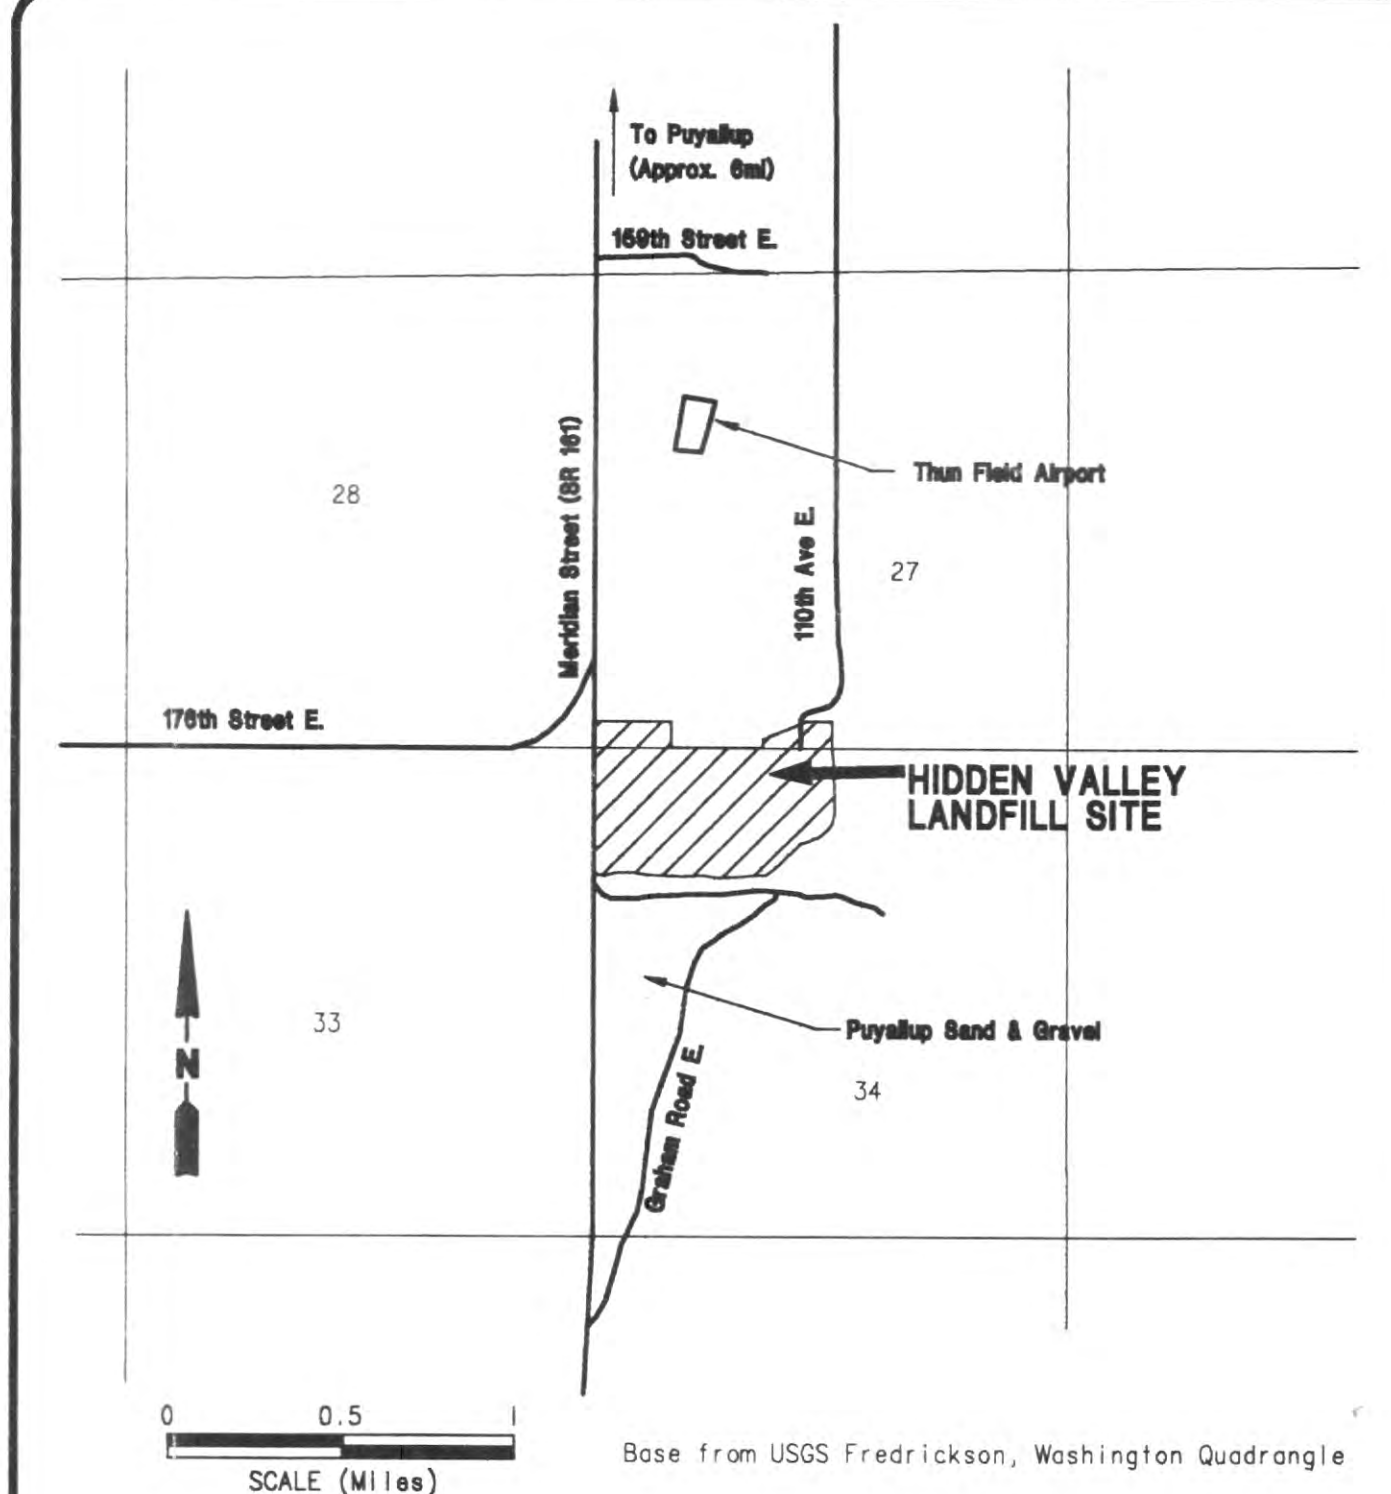 To Puyallup
(Approx. 6mi)
159th Street E.
Meridian Street (SR 161)
Thun Field Airport
28
110th Ave E.
27
176th Street E.
HIDDEN VALLEY
LANDFILL SITE
N
33
Puyallup Sand & Gravel
34
Graham Road E.
0 0.5 1
SCALE (Miles)
Base from USGS Fredrickson, Washington Quadrangle